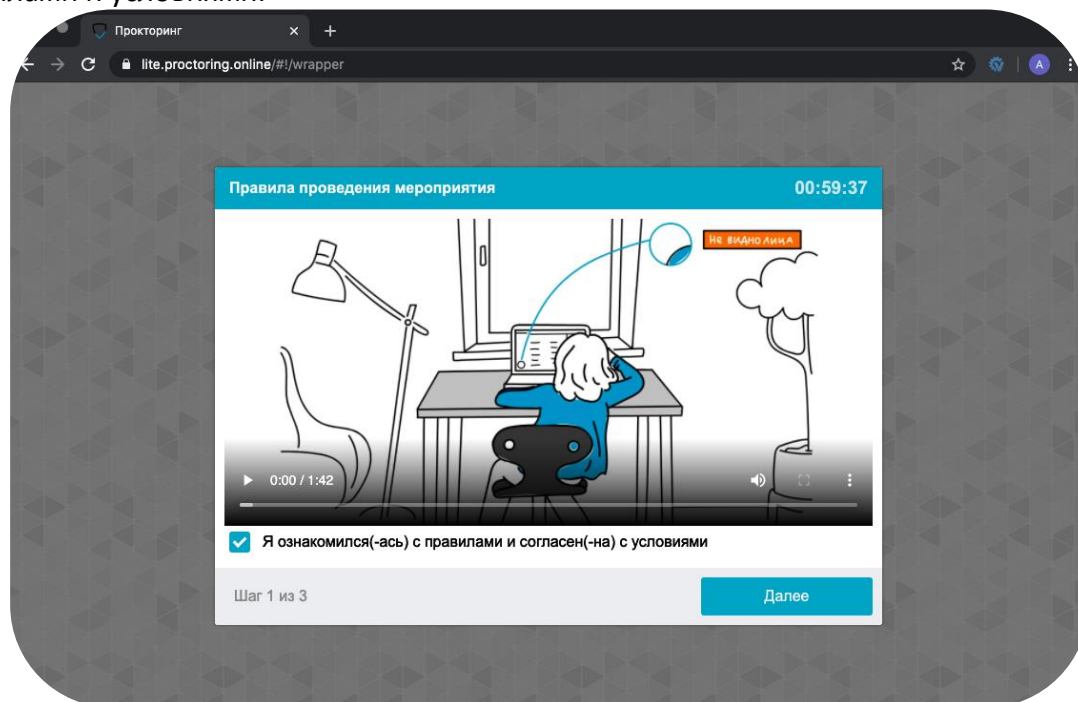 Прокторинг
lite.proctoring.online/#!/wrapper
A
Правила проведения мероприятия 00:59:37
Не видно лица
0:00 / 1:42
Я ознакомился(-ась) с правилами и согласен(-на) с условиями
Шаг 1 из 3
Далее